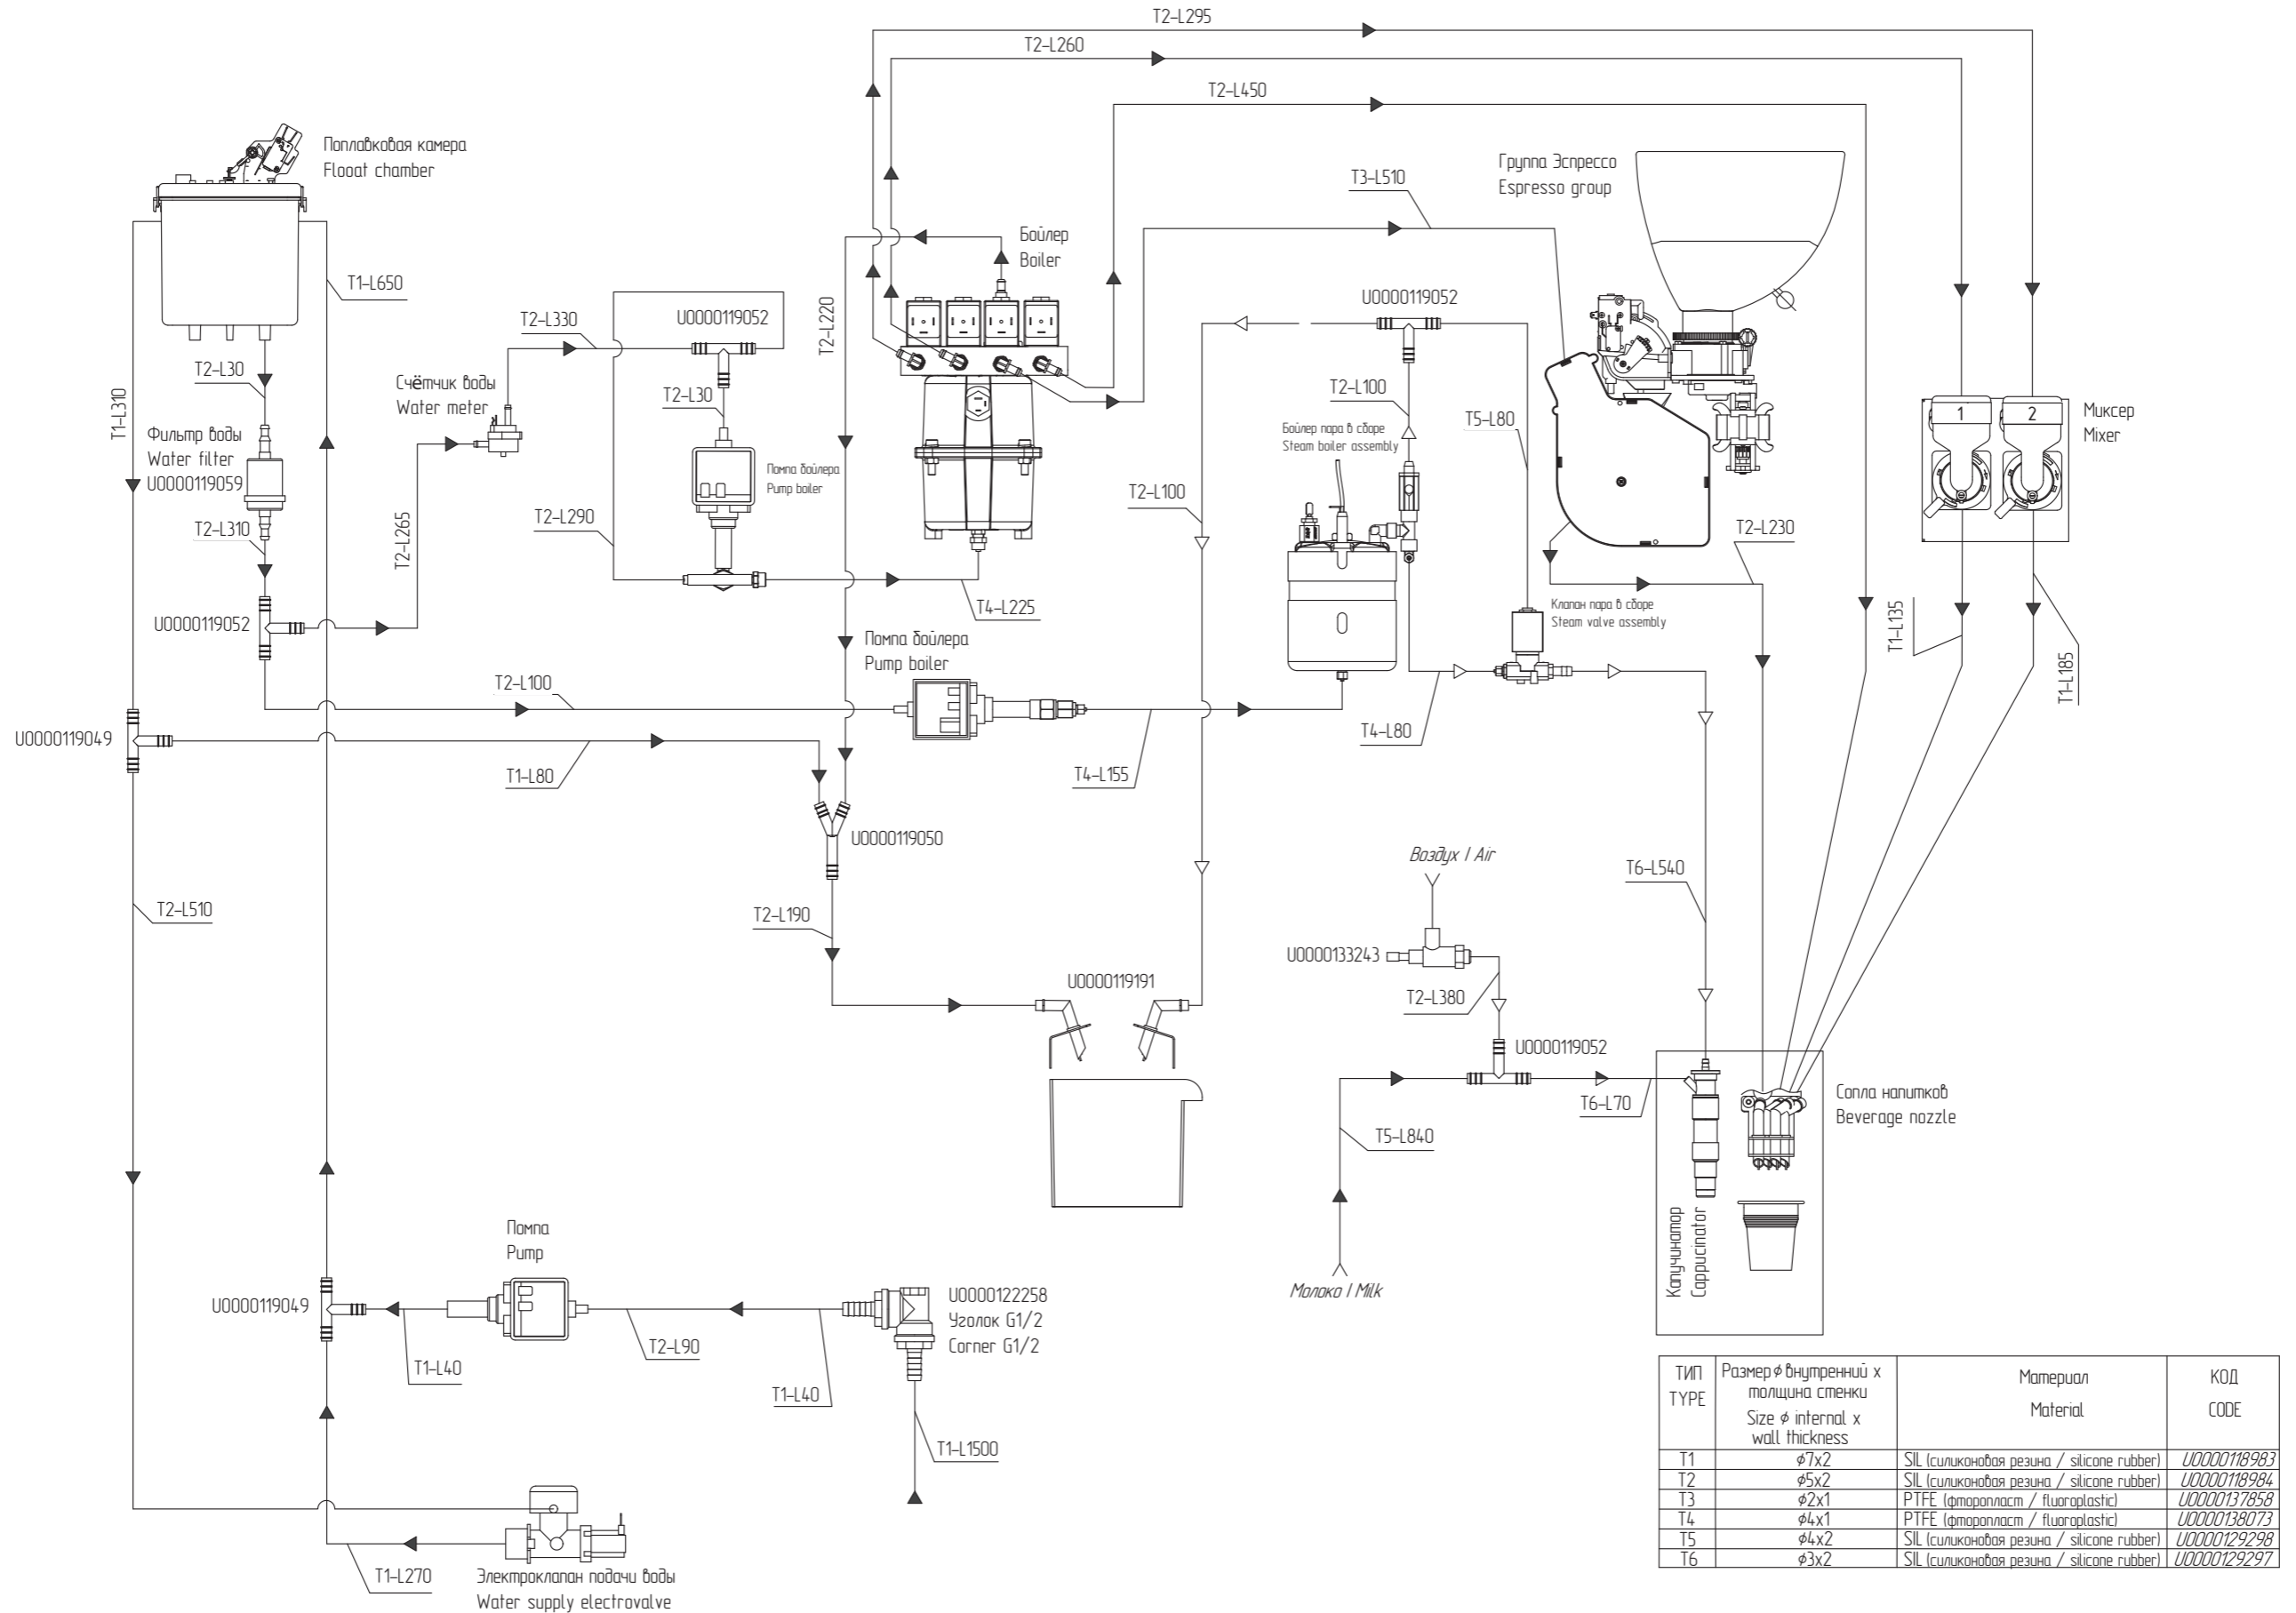 T2-L295
T2-L260
T2-L450
Поплавковая камера
Flooat chamber
Группа Эспрессо
Espresso group
T3-L510
Бойлер
Boiler
T1-L650
T2-L220
U0000119052
T2-L330
U0000119052
T2-L30
T1-L310
Счётчик воды
Water meter
T2-L30
T2-L100
T5-L80
Бойлер пара в сборе
Steam boiler assembly
1
2
Миксер
Mixer
Фильтр воды
Water filter
U0000119059
Помпа бойлера
Pump boiler
T2-L100
T2-L310
T2-L265
T2-L290
T2-L230
T4-L225
Клапан пара в сборе
Steam valve assembly
U0000119052
Помпа бойлера
Pump boiler
T1-L135
T1-L185
T2-L100
U0000119049
T4-L80
T1-L80
T4-L155
U0000119050
Воздух / Air
T6-L540
T2-L510
T2-L190
U0000133243
U0000119191
T2-L380
U0000119052
T6-L70
Сопла напитков
Beverage nozzle
T5-L840
Капучинатор
Cappucinator
Помпа
Pump
Молоко / Milk
U0000119049
U0000122258
Уголок G1/2
Corner G1/2
T2-L90
T1-L40
T1-L40
T1-L1500
T1-L270
Электроклапан подачи воды
Water supply electrovalve
ТИП
TYPE
Размер ϕ внутренний x
толщина стенки
Size ϕ internal x
wall thickness
Материал
Material
КОД
CODE
T1 ϕ7x2 SIL (силиконовая резина / silicone rubber) U0000118983
T2 ϕ5x2 SIL (силиконовая резина / silicone rubber) U0000118984
T3 ϕ2x1 PTFE (фторопласт / fluoroplastic) U0000137858
T4 ϕ4x1 PTFE (фторопласт / fluoroplastic) U0000138073
T5 ϕ4x2 SIL (силиконовая резина / silicone rubber) U0000129298
T6 ϕ3x2 SIL (силиконовая резина / silicone rubber) U0000129297